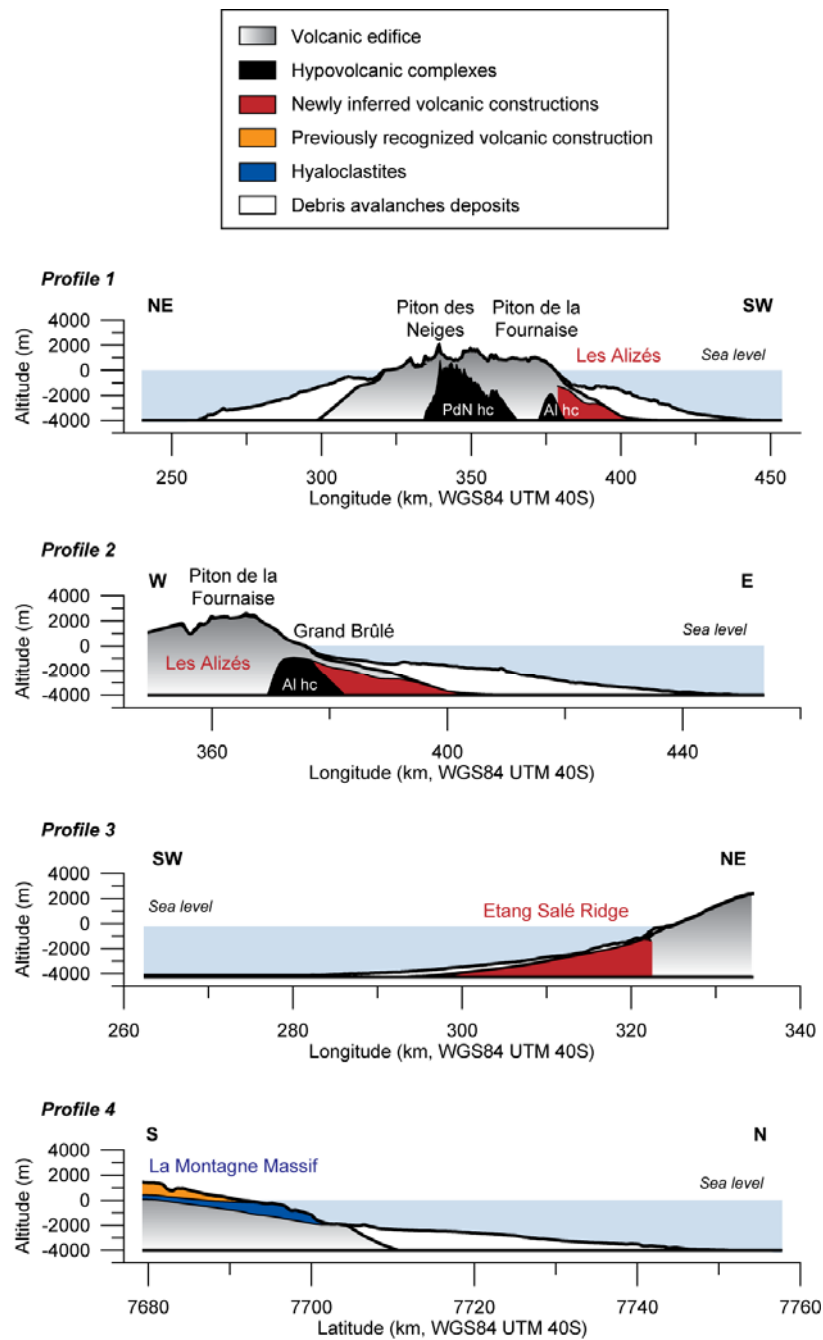 Volcanic edifice
Hypovolcanic complexes
Newly inferred volcanic constructions
Previously recognized volcanic construction
Hyaloclastites
Debris avalanches deposits
Profile 1
NE
Piton des
Neiges
Piton de la
Fournaise
SW
Les Alizés
Sea level
4000
2000
0
-2000
-4000
Altitude (m)
PdN hc
Al hc
250 300 350 400 450
Longitude (km, WGS84 UTM 40S)
Profile 2
W
Piton de la
Fournaise
E
Grand Brûlé
Sea level
4000
2000
0
-2000
-4000
Altitude (m)
Les Alizés
Al hc
360 400 440
Longitude (km, WGS84 UTM 40S)
Profile 3
SW
NE
Sea level
Etang Salé Ridge
4000
2000
0
-2000
-4000
Altitude (m)
260 280 300 320 340
Longitude (km, WGS84 UTM 40S)
Profile 4
S
N
La Montagne Massif
Sea level
4000
2000
0
-2000
-4000
Altitude (m)
7680 7700 7720 7740 7760
Latitude (km, WGS84 UTM 40S)